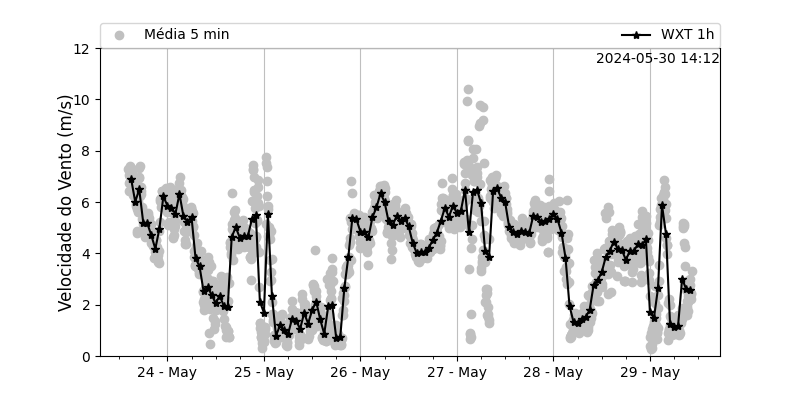 Média 5 min
WXT 1h
2024-05-30 14:12
Velocidade do Vento (m/s)
12
10
8
6
4
2
0
24 - May
25 - May
26 - May
27 - May
28 - May
29 - May